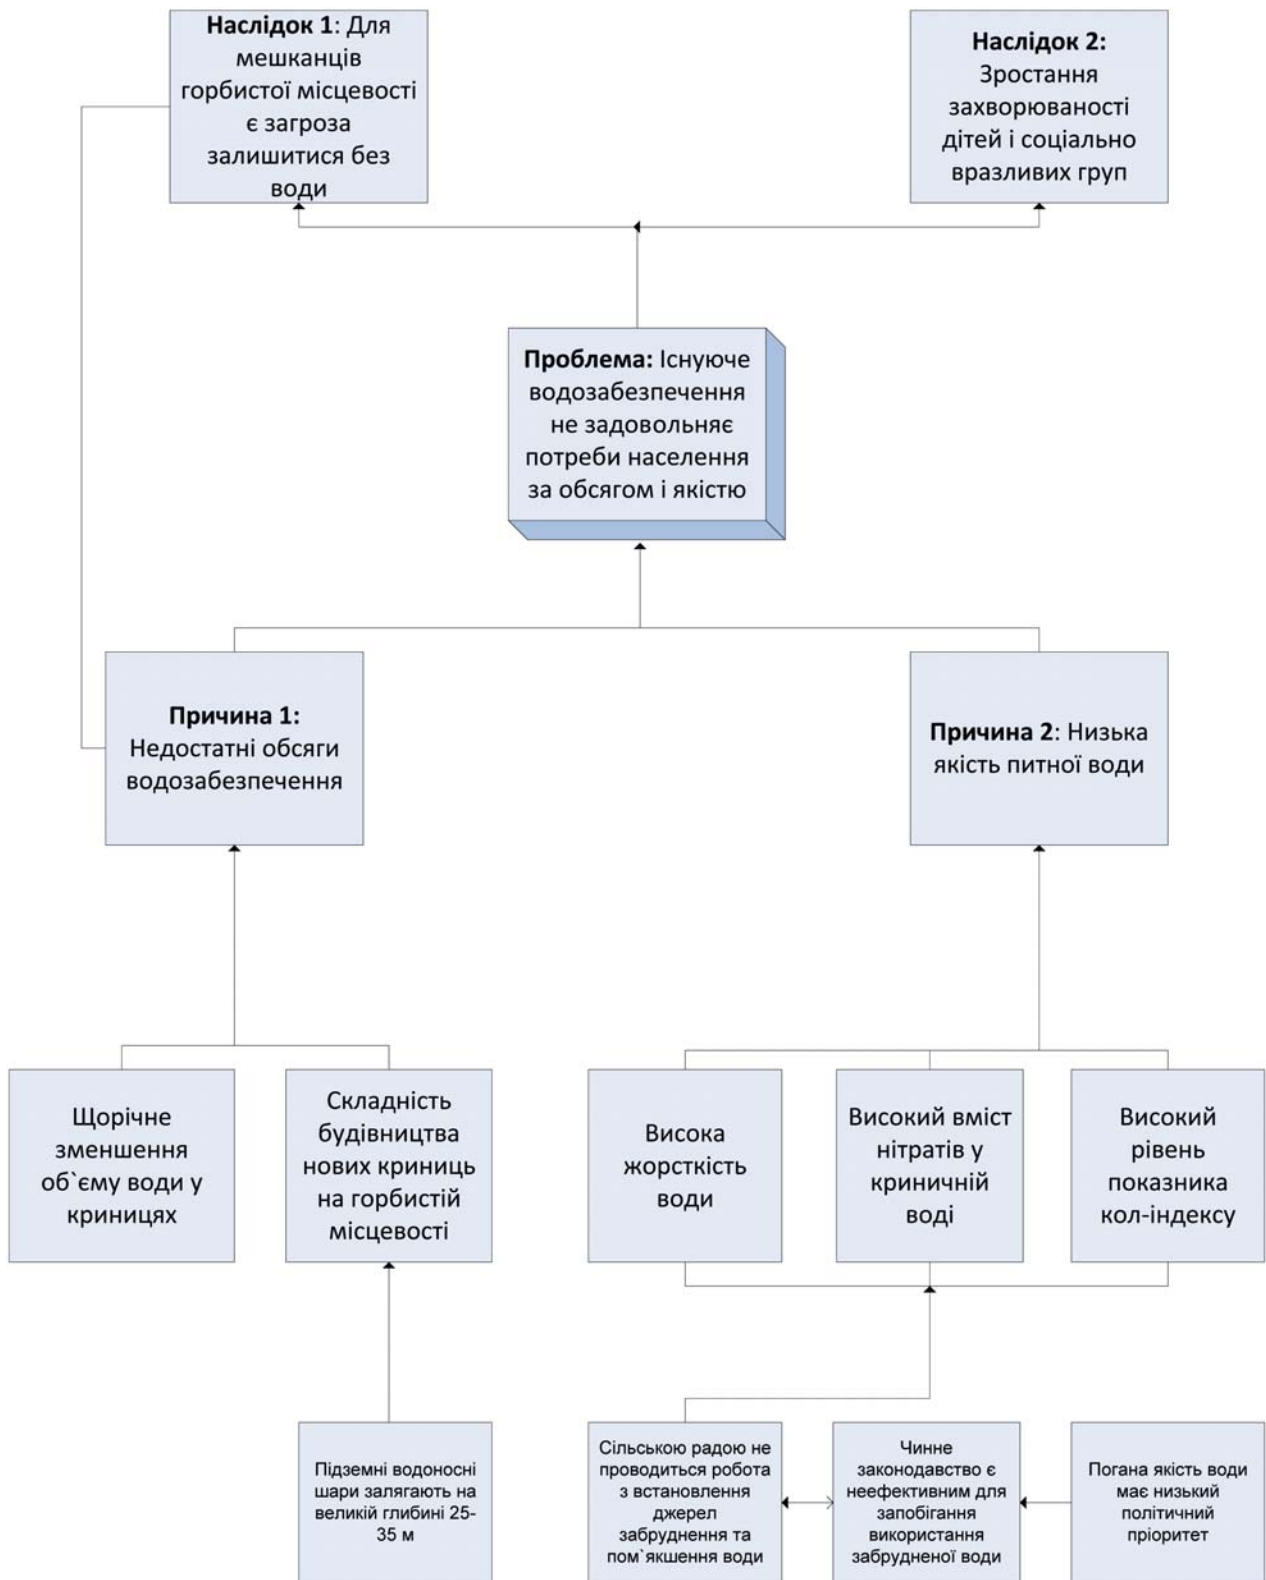 Наслідок 1: Для
мешканців
горбистої місцевості
є загроза
залишитися без
води
Наслідок 2:
Зростання
захворюваності
дітей і соціально
вразливих груп
Проблема: Існуюче
водозабезпечення
не задовольняє
потреби населення
за обсягом і якістю
Причина 1:
Недостатні обсяги
водозабезпечення
Причина 2: Низька
якість питної води
Щорічне
зменшення
об`єму води у
криницях
Складність
будівництва
нових криниць
на горбистій
місцевості
Висока
жорсткість
води
Високий вміст
нітратів у
криничній
воді
Високий
рівень
показника
кол-індексу
Підземні водоносні
шари залягають на
великій глибині 25-
35 м
Сільською радою не
проводиться робота
з встановлення
джерел
забруднення та
пом`якшення води
Чинне
законодавство є
неефективним для
запобігання
використання
забрудненої води
Погана якість води
має низький
політичний
пріоритет